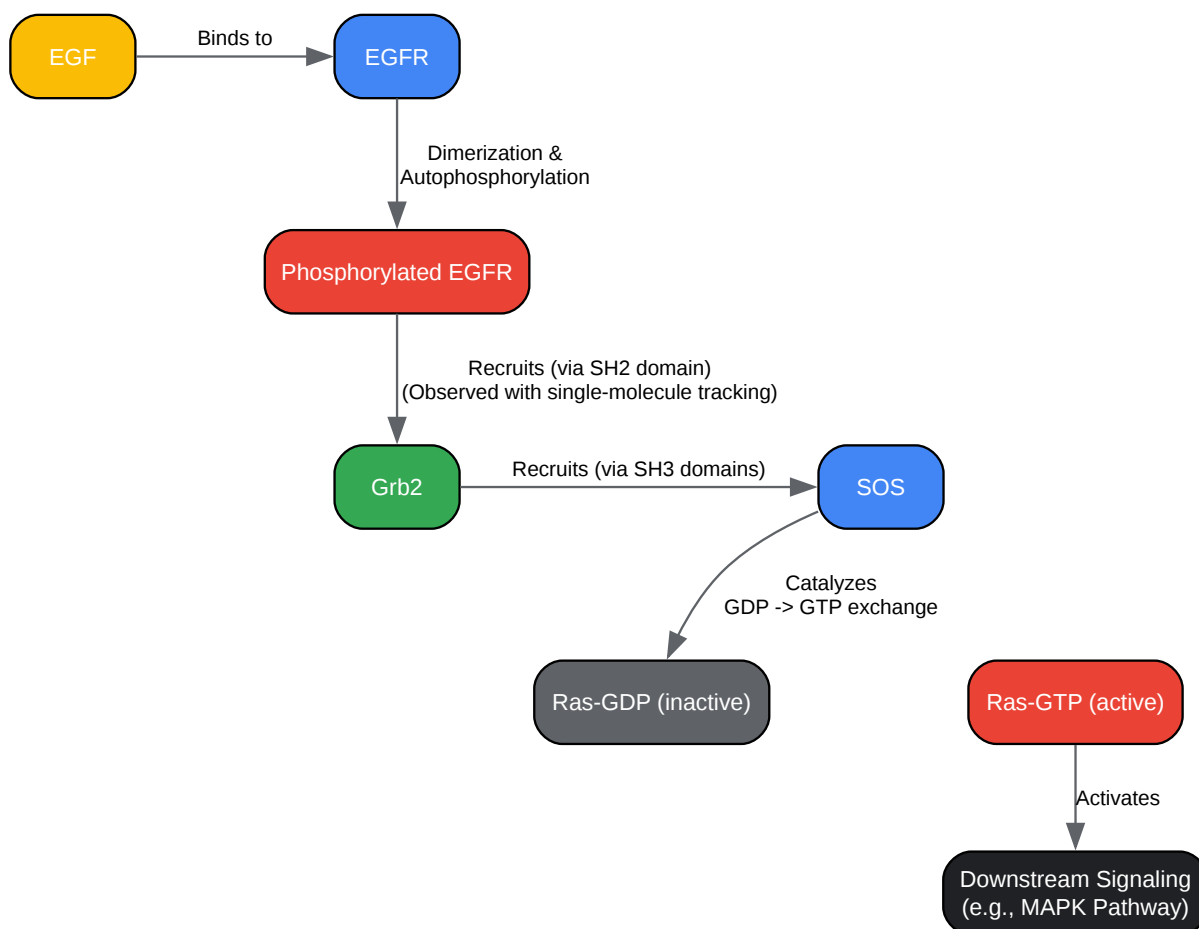 EGF
Binds to
EGFR
Dimerization &
Autophosphorylation
Phosphorylated EGFR
Recruits (via SH2 domain)
(Observed with single-molecule tracking)
Grb2
Recruits (via SH3 domains)
SOS
Catalyzes
GDP -> GTP exchange
Ras-GDP (inactive)
Ras-GTP (active)
Activates
Downstream Signaling
(e.g., MAPK Pathway)